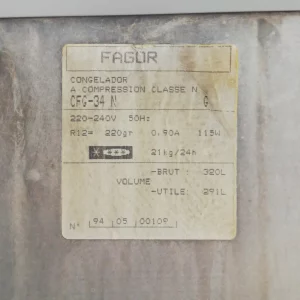 FAGOR
CONGELADOR
A COMPRESSION CLASSE N
CFG-34 N G
220-240V 50Hz
R12= 220gr 0.90A 115W
21kg/24h
-BRUT 320L
VOLUME
-UTILE 291L
N° 94 05 00109